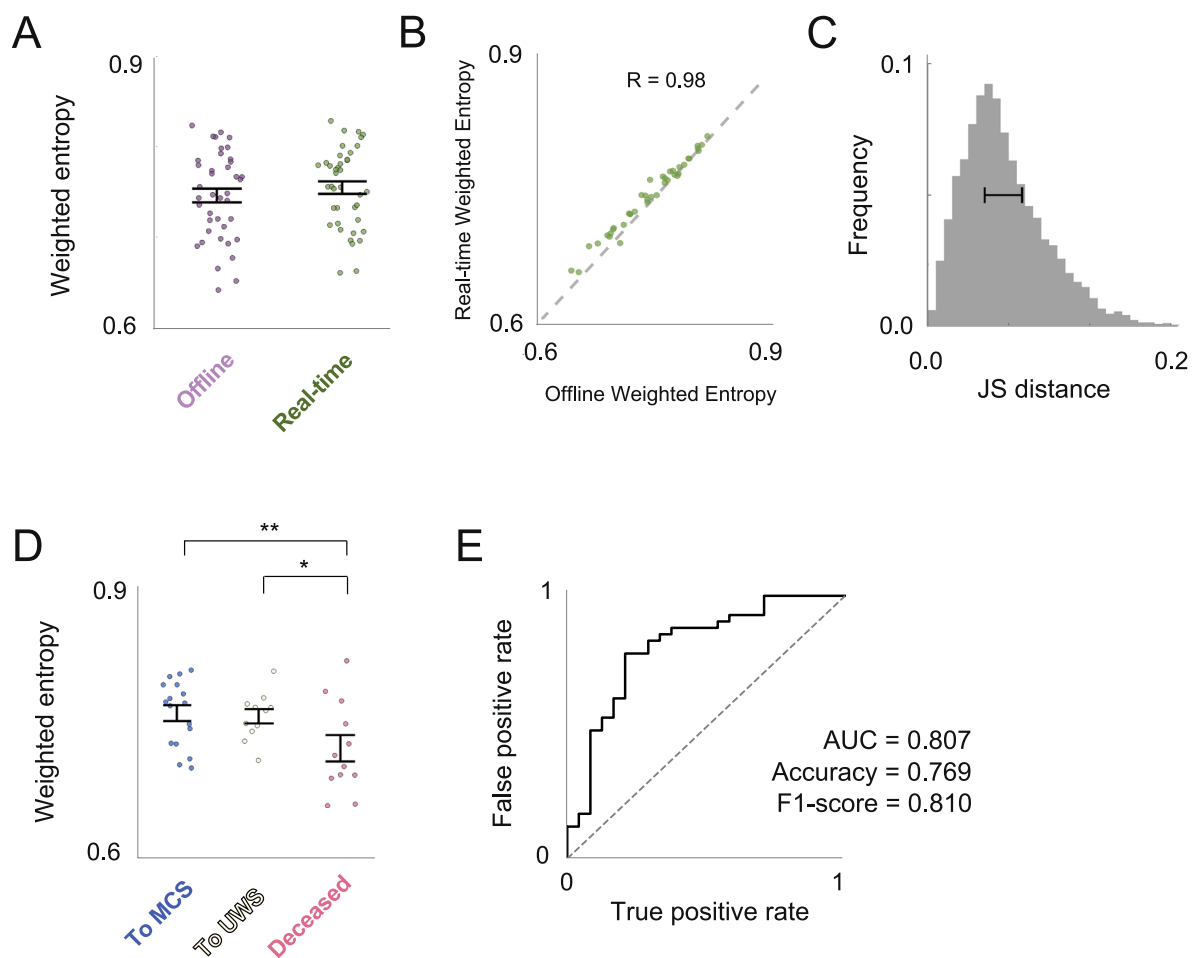 A
0.9
Weighted entropy
0.6
Offline
Real-time
B
0.9
Real-time Weighted Entropy
R = 0.98
0.6
0.6
0.9
Offline Weighted Entropy
C
0.1
Frequency
0.0
0.0
0.2
JS distance
D
**
*
0.9
Weighted entropy
0.6
To MCS
To UWS
Deceased
E
1
False positive rate
AUC = 0.807
Accuracy = 0.769
F1-score = 0.810
0
0
1
True positive rate